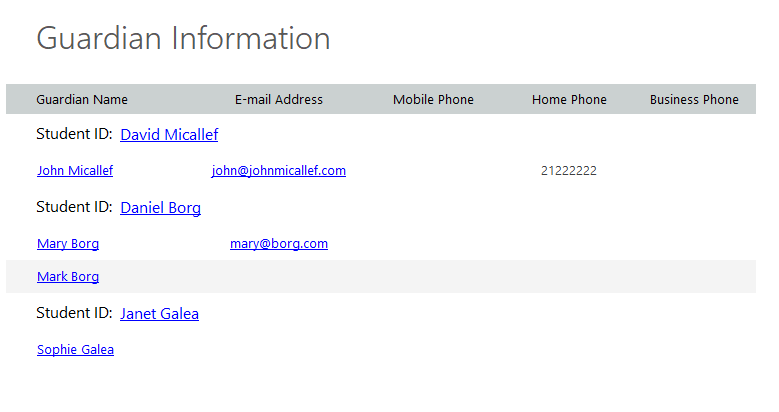 Guardian Information
Guardian Name E-mail Address Mobile Phone Home Phone Business Phone
Student ID: David Micallef
John Micallef john@johnmicallef.com 21222222
Student ID: Daniel Borg
Mary Borg mary@borg.com
Mark Borg
Student ID: Janet Galea
Sophie Galea